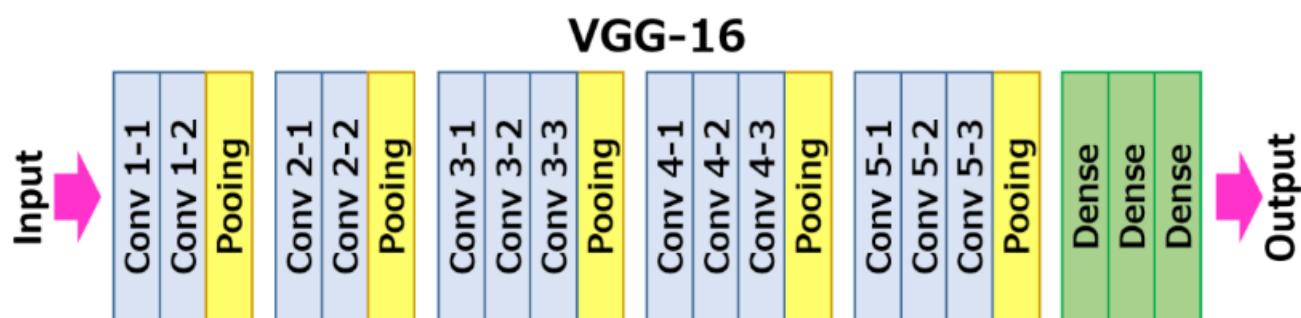 VGG-16
Input
Conv 1-1
Conv 1-2
Pooing
Conv 2-1
Conv 2-2
Pooing
Conv 3-1
Conv 3-2
Conv 3-3
Pooing
Conv 4-1
Conv 4-2
Conv 4-3
Pooing
Conv 5-1
Conv 5-2
Conv 5-3
Pooing
Dense
Dense
Dense
Output